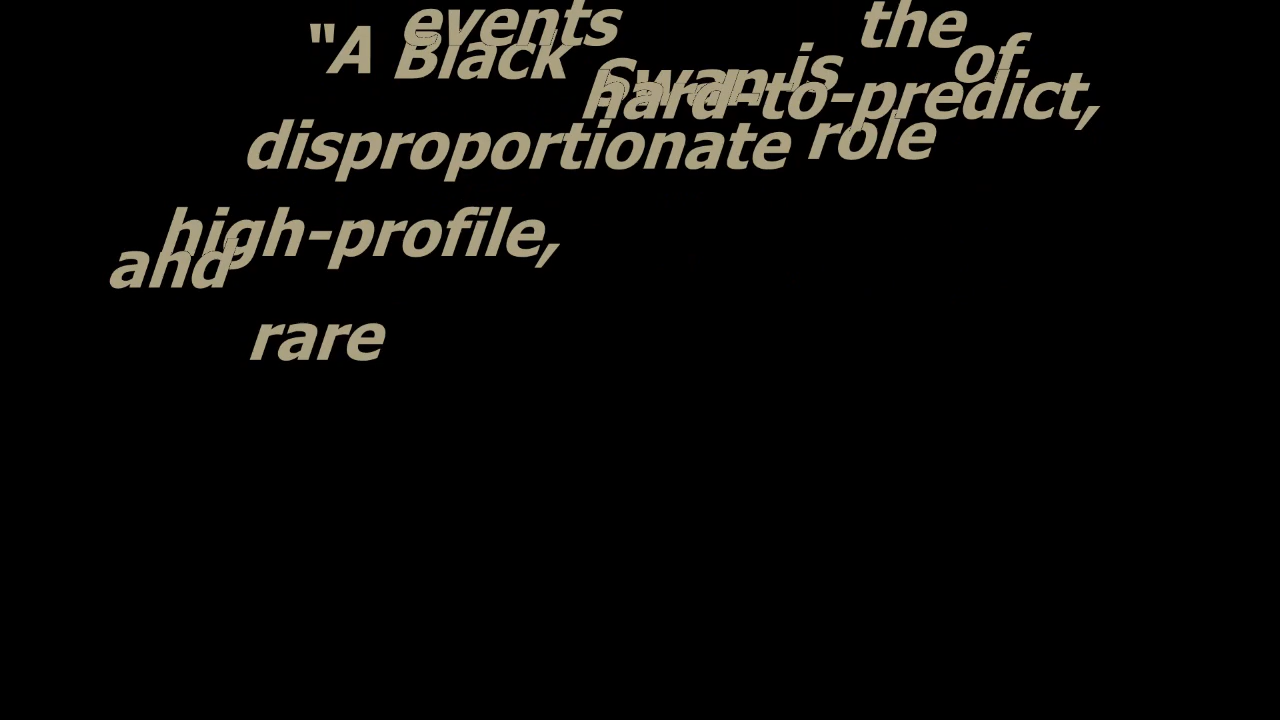 "A Black Swan is
the
disproportionate role
of
high-profile,
hard-to-predict,
and
rare
events